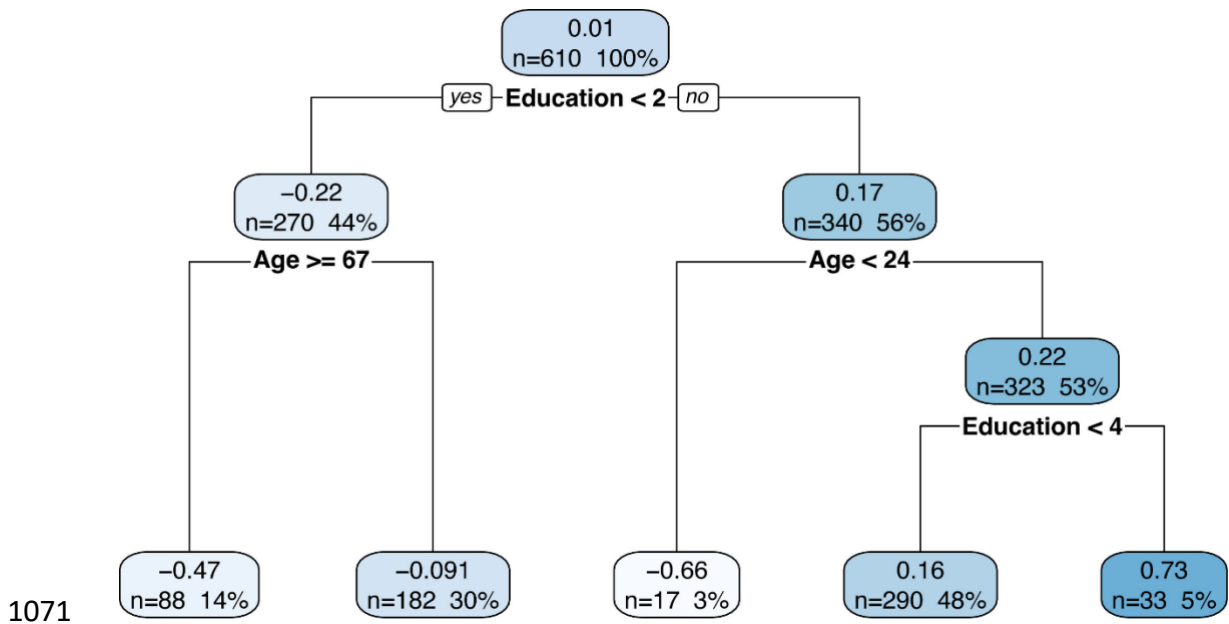 0.01
n=610 100%
yes Education < 2 no
−0.22
n=270 44%
0.17
n=340 56%
Age >= 67
Age < 24
0.22
n=323 53%
Education < 4
−0.47
n=88 14%
−0.091
n=182 30%
−0.66
n=17 3%
0.16
n=290 48%
0.73
n=33 5%
1071